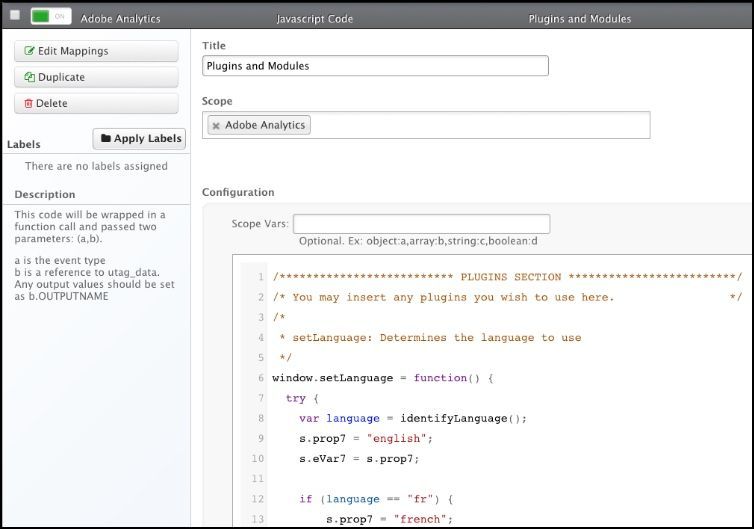 ON Adobe Analytics Javascript Code Plugins and Modules
Edit Mappings
Duplicate
Delete
Labels
Apply Labels
There are no labels assigned
Description
This code will be wrapped in a
function call and passed two
parameters: (a,b).
a is the event type
b is a reference to utag_data.
Any output values should be set
as b.OUTPUTNAME
Title
Plugins and Modules
Scope
Adobe Analytics
Configuration
Scope Vars:
Optional. Ex: object:a,array:b,string:c,boolean:d
1 /************************** PLUGINS SECTION *************************/
2 /* You may insert any plugins you wish to use here. */
3 /*
4 * setLanguage: Determines the language to use
5 */
6 window.setLanguage = function() {
7 try {
8 var language = identifyLanguage();
9 s.prop7 = "english";
10 s.eVar7 = s.prop7;
11
12 if (language == "fr") {
13 s.prop7 = "french";